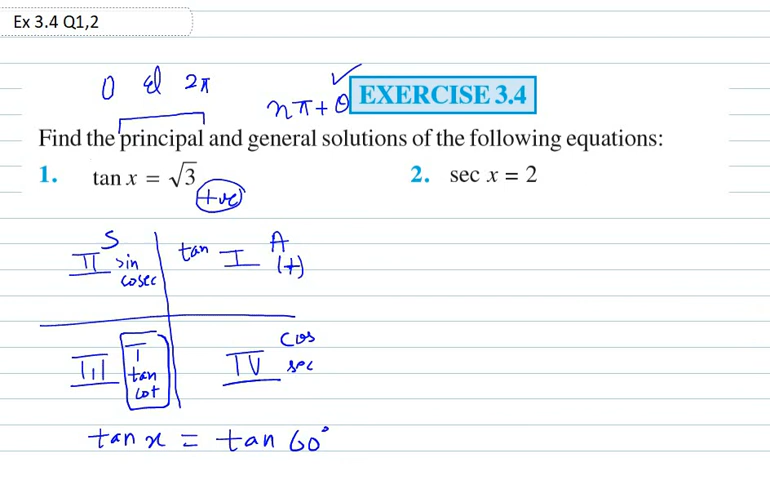 Ex 3.4 Q1,2
0 & 2π
nπ+θ
EXERCISE 3.4
Find the principal and general solutions of the following equations:
1. tan x = √3 2. sec x = 2
+ve
S tan A
II sin I (+)
cosec
T cos
III tan IV sec
cot
tan x = tan 60°